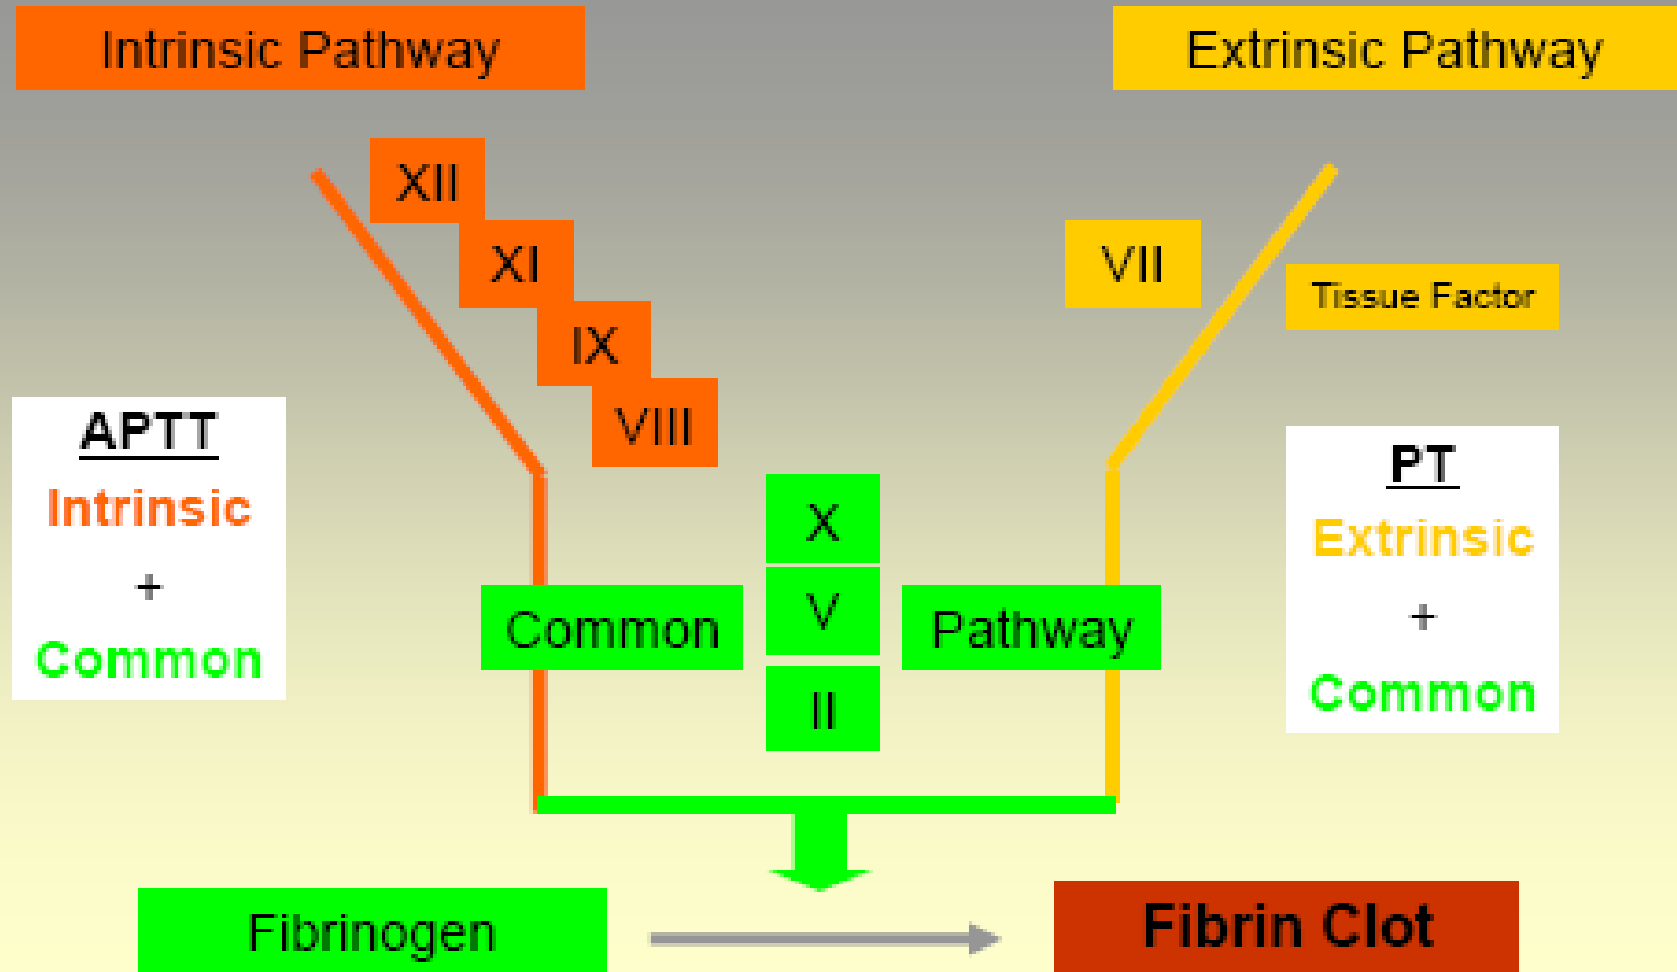 Intrinsic Pathway
Extrinsic Pathway
XII
XI
IX
VIII
VII
Tissue Factor
APTT
Intrinsic
+
Common
X
V
II
Common
Pathway
PT
Extrinsic
+
Common
Fibrinogen
Fibrin Clot